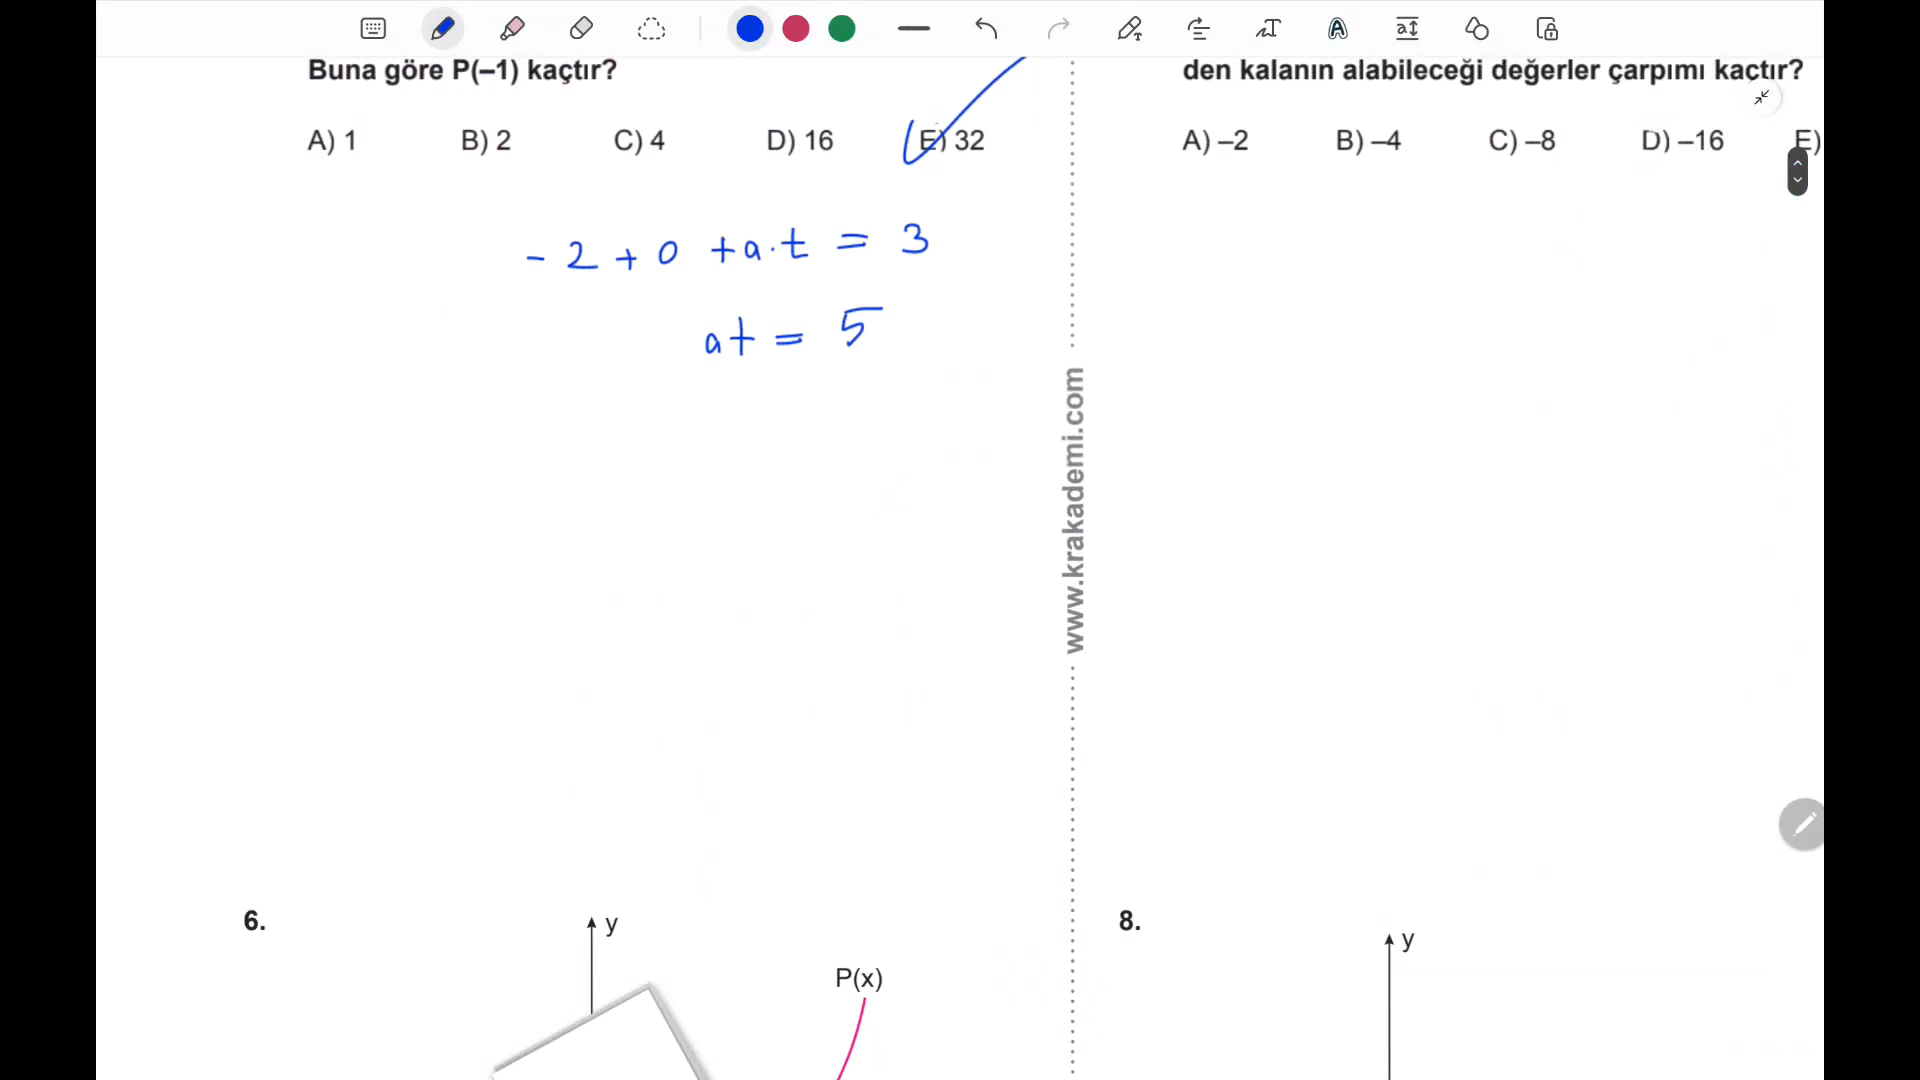 Buna göre P(–1) kaçtır?
A) 1 B) 2 C) 4 D) 16 E) 32
- 2 + 0 + a·t = 3
at = 5
6.
y
P(x)
www.krakademi.com
den kalanın alabileceği değerler çarpımı kaçtır?
A) –2 B) –4 C) –8 D) –16 E)
8.
y